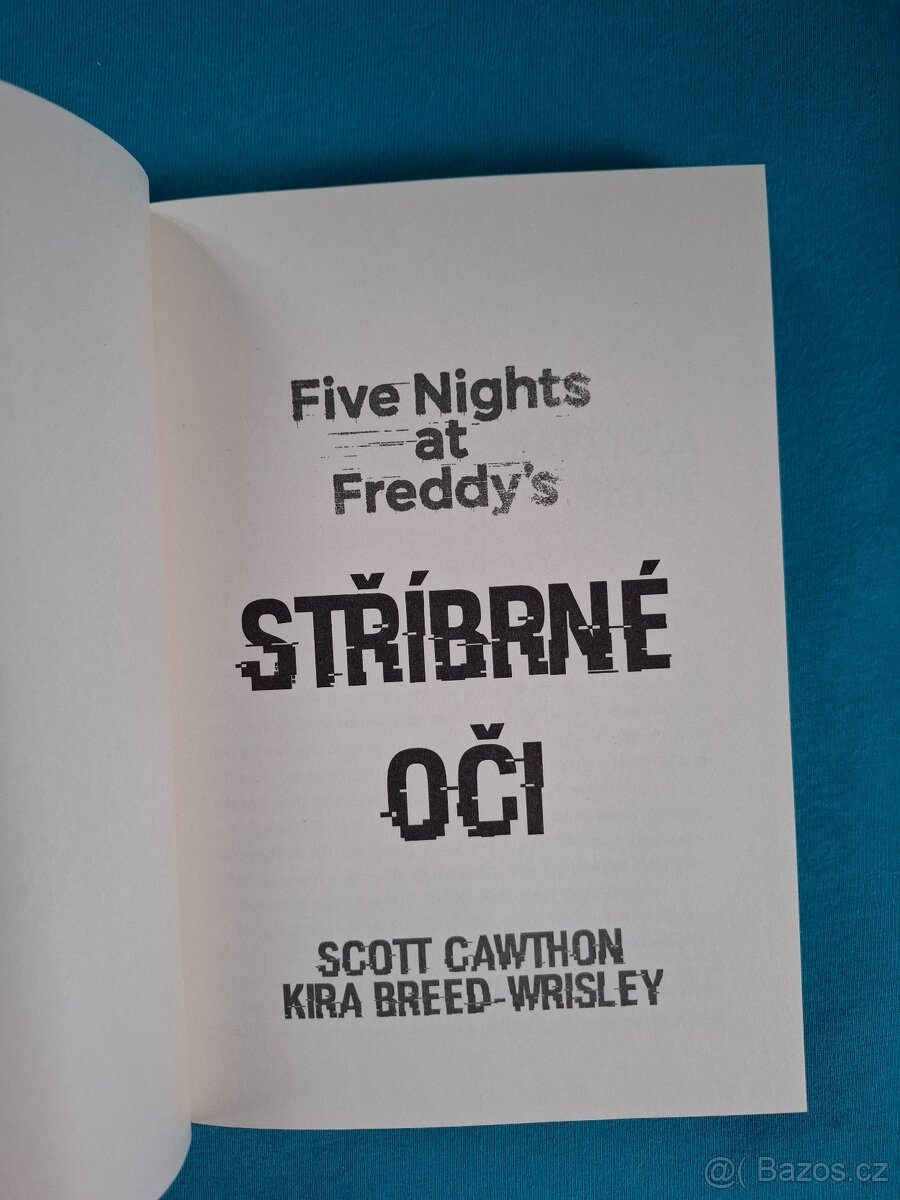 Five Nights
at
Freddy's
STŘÍBRNÉ
OČI
SCOTT CAWTHON
KIRA BREED-WRISLEY
@( Bazos.cz